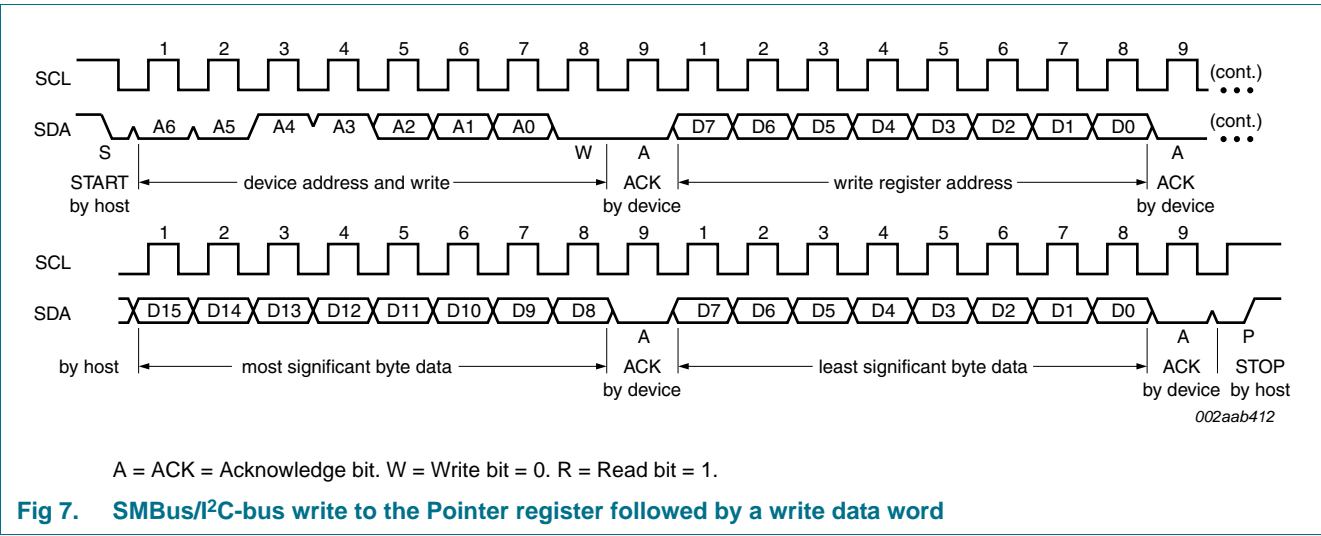 1 2 3 4 5 6 7 8 9 1 2 3 4 5 6 7 8 9
SCL (cont.)
SDA A6 A5 A4 A3 A2 A1 A0 D7 D6 D5 D4 D3 D2 D1 D0 (cont.)
S W A A
START device address and write ACK write register address ACK
by host by device by device
1 2 3 4 5 6 7 8 9 1 2 3 4 5 6 7 8 9
SCL
SDA D15 D14 D13 D12 D11 D10 D9 D8 D7 D6 D5 D4 D3 D2 D1 D0
A A P
by host most significant byte data ACK least significant byte data ACK STOP
by device by device by host
002aab412
A = ACK = Acknowledge bit. W = Write bit = 0. R = Read bit = 1.
Fig 7. SMBus/I²C-bus write to the Pointer register followed by a write data word